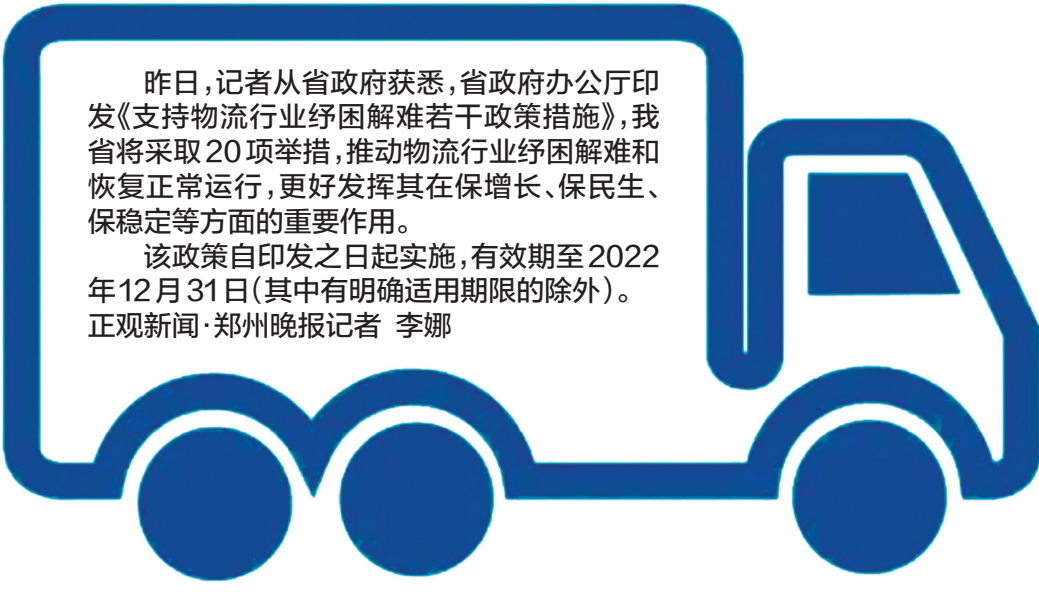 昨日，记者从省政府获悉，省政府办公厅印
发《支持物流行业纾困解难若干政策措施》，我
省将采取20项举措，推动物流行业纾困解难和
恢复正常运行，更好发挥其在保增长、保民生、
保稳定等方面的重要作用。
该政策自印发之日起实施，有效期至2022
年12月31日（其中有明确适用期限的除外）。
正观新闻·郑州晚报记者 李娜